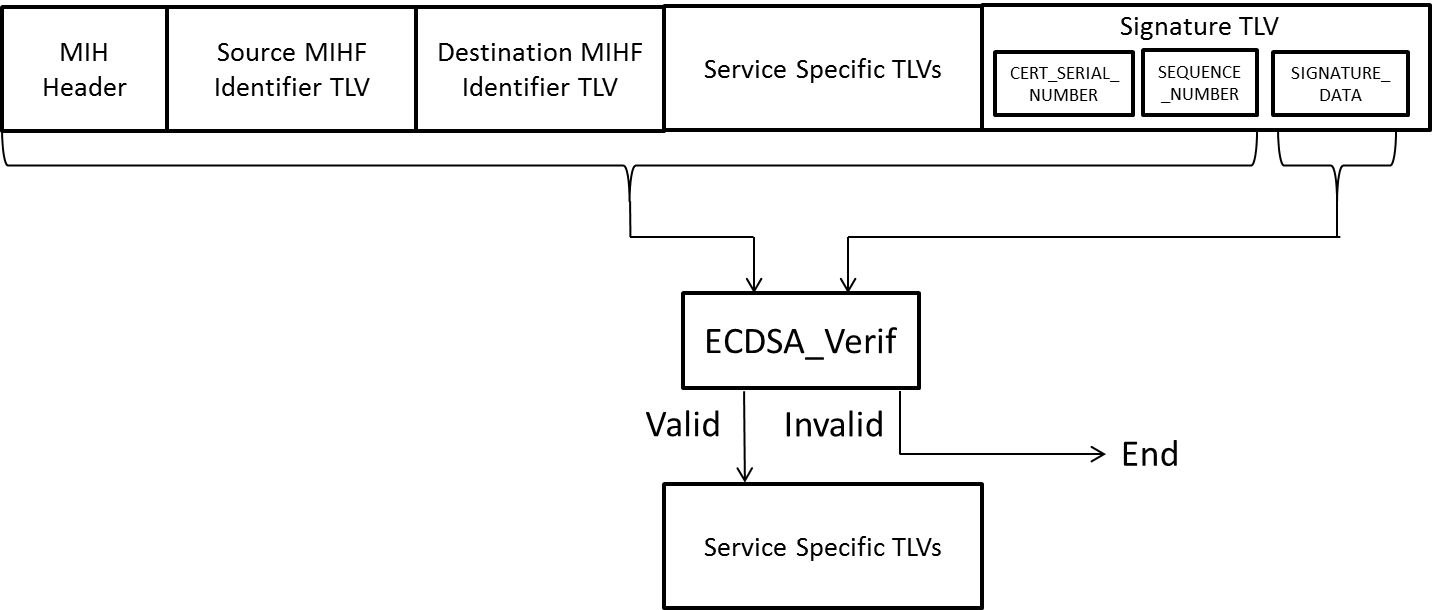 MIH
Header
Source MIHF
Identifier TLV
Destination MIHF
Identifier TLV
Service Specific TLVs
Signature TLV
CERT_SERIAL_
NUMBER
SEQUENCE
_NUMBER
SIGNATURE_
DATA
ECDSA_Verif
Valid
Invalid
End
Service Specific TLVs